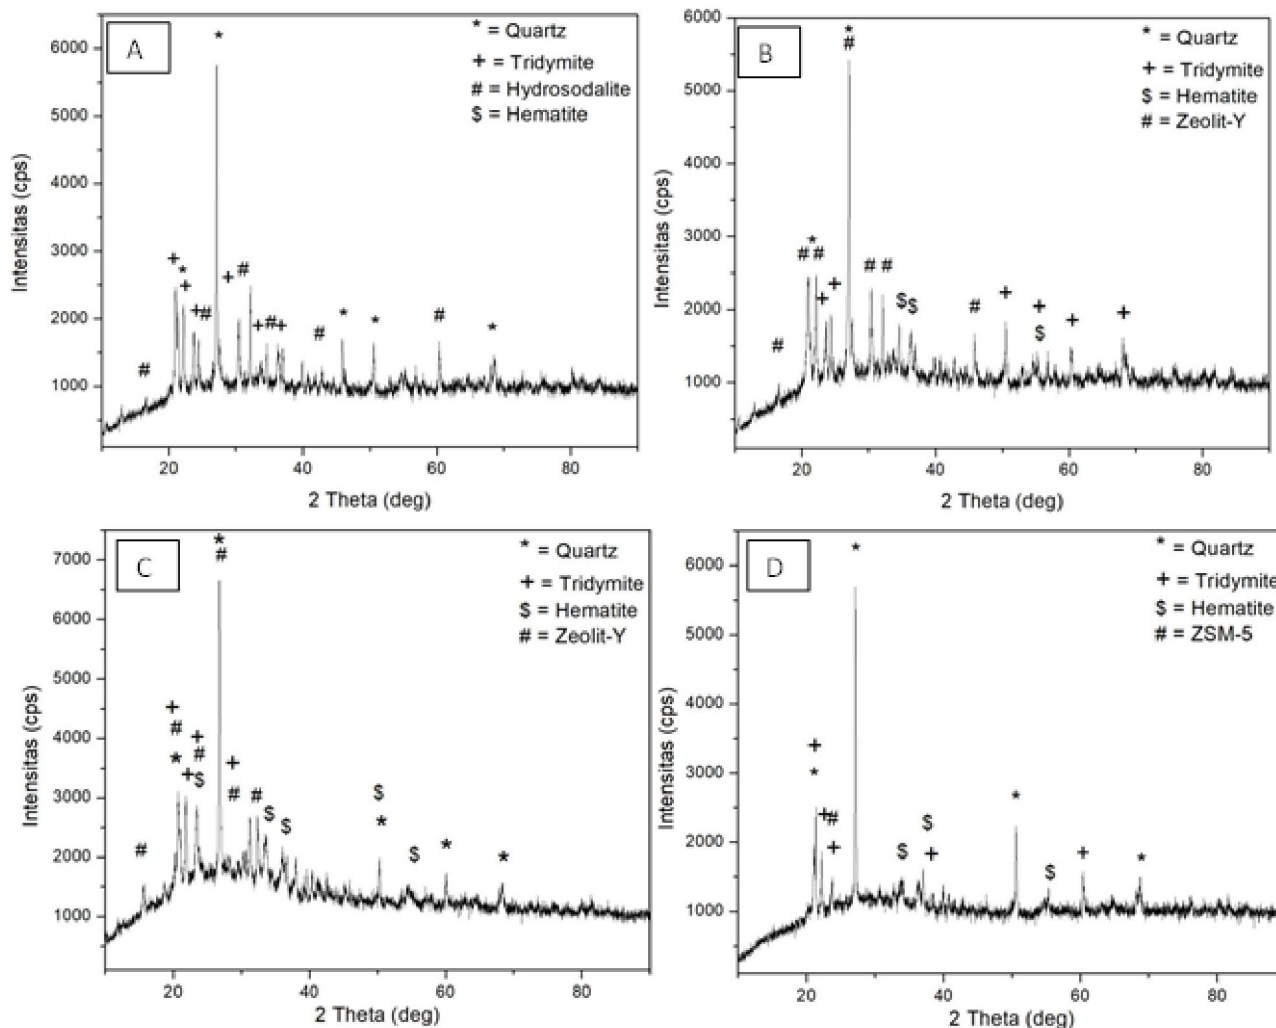 A
* = Quartz
+ = Tridymite
# = Hydrosodalite
$ = Hematite
*
+
*
+
+
#
#
+
#
+
#
+
#
*
*
#
*
6000
5000
4000
3000
2000
1000
Intensitas (cps)
20 40 60 80
2 Theta (deg)
B
* = Quartz
+ = Tridymite
$ = Hematite
# = Zeolit-Y
*
#
*
# #
+
+
#
# #
$ $
#
+
+
$
+
+
6000
5000
4000
3000
2000
1000
Intensitas (cps)
20 40 60 80
2 Theta (deg)
C
* = Quartz
+ = Tridymite
$ = Hematite
# = Zeolit-Y
*
#
+
#
*
+
+
#
$
#
+
#
#
$
$
$
*
$
*
*
7000
6000
5000
4000
3000
2000
1000
Intensitas (cps)
20 40 60 80
2 Theta (deg)
D
* = Quartz
+ = Tridymite
$ = Hematite
# = ZSM-5
*
+
*
+ #
+
$
$
+
*
$
+
*
6000
5000
4000
3000
2000
1000
Intensitas (cps)
20 40 60 80
2 Theta (deg)